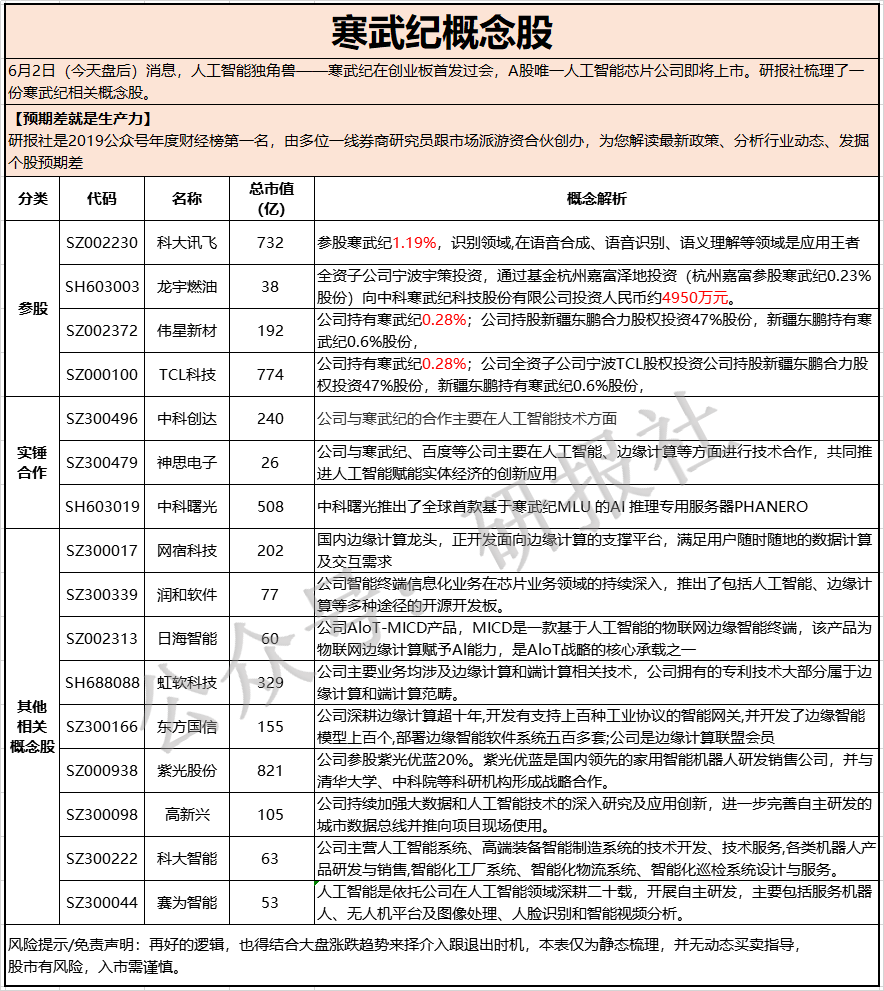 寒武纪概念股
6月2日（今天盘后）消息，人工智能独角兽——寒武纪在创业板首发过会，A股唯一人工智能芯片公司即将上市。研报社梳理了一
份寒武纪相关概念股。
【预期差就是生产力】
研报社是2019公众号年度财经榜第一名，由多位一线券商研究员跟市场派游资合伙创办，为您解读最新政策、分析行业动态、发掘
个股预期差
分类 代码 名称 总市值
（亿） 概念解析
参股
SZ002230 科大讯飞 732 参股寒武纪1.19%，识别领域,在语音合成、语音识别、语义理解等领域是应用王者
SH603003 龙宇燃油 38 全资子公司宁波宇策投资，通过基金杭州嘉富泽地投资（杭州嘉富参股寒武纪0.23%
股份）向中科寒武纪科技股份有限公司投资人民币约4950万元。
SZ002372 伟星新材 192 公司持有寒武纪0.28%；公司持股新疆东鹏合力股权投资47%股份，新疆东鹏持有寒
武纪0.6%股份，
SZ000100 TCL科技 774 公司持有寒武纪0.28%；公司全资子公司宁波TCL股权投资公司持股新疆东鹏合力股
权投资47%股份，新疆东鹏持有寒武纪0.6%股份，
实锤
合作
SZ300496 中科创达 240 公司与寒武纪的合作主要在人工智能技术方面
SZ300479 神思电子 26 公司与寒武纪、百度等公司主要在人工智能、边缘计算等方面进行技术合作，共同推
进人工智能赋能实体经济的创新应用
SH603019 中科曙光 508 中科曙光推出了全球首款基于寒武纪MLU 的AI 推理专用服务器PHANERO
其他
相关
概念股
SZ300017 网宿科技 202 国内边缘计算龙头，正开发面向边缘计算的支撑平台，满足用户随时随地的数据计算
及交互需求
SZ300339 润和软件 77 公司智能终端信息化业务在芯片业务领域的持续深入，推出了包括人工智能、边缘计
算等多种途径的开源开发板。
SZ002313 日海智能 60 公司AIoT-MICD产品，MICD是一款基于人工智能的物联网边缘智能终端，该产品为
物联网边缘计算赋予AI能力，是AIoT战略的核心承载之一
SH688088 虹软科技 329 公司主要业务均涉及边缘计算和端计算相关技术，公司拥有的专利技术大部分属于边
缘计算和端计算范畴。
SZ300166 东方国信 155 公司深耕边缘计算超十年,开发有支持上百种工业协议的智能网关,并开发了边缘智能
模型上百个,部署边缘智能软件系统五百多套;公司是边缘计算联盟会员
SZ000938 紫光股份 821 公司参股紫光优蓝20%。紫光优蓝是国内领先的家用智能机器人研发销售公司，并与
清华大学、中科院等科研机构形成战略合作。
SZ300098 高新兴 105 公司持续加强大数据和人工智能技术的深入研究及应用创新，进一步完善自主研发的
城市数据总线并推向项目现场使用。
SZ300222 科大智能 63 公司主营人工智能系统、高端装备智能制造系统的技术开发、技术服务,各类机器人产
品研发与销售,智能化工厂系统、智能化物流系统、智能化巡检系统设计与服务。
SZ300044 赛为智能 53 人工智能是依托公司在人工智能领域深耕二十载，开展自主研发，主要包括服务机器
人、无人机平台及图像处理、人脸识别和智能视频分析。
风险提示/免责声明：再好的逻辑，也得结合大盘涨跌趋势来择介入跟退出时机，本表仅为静态梳理，并无动态买卖指导，
股市有风险，入市需谨慎。
公众号：研报社